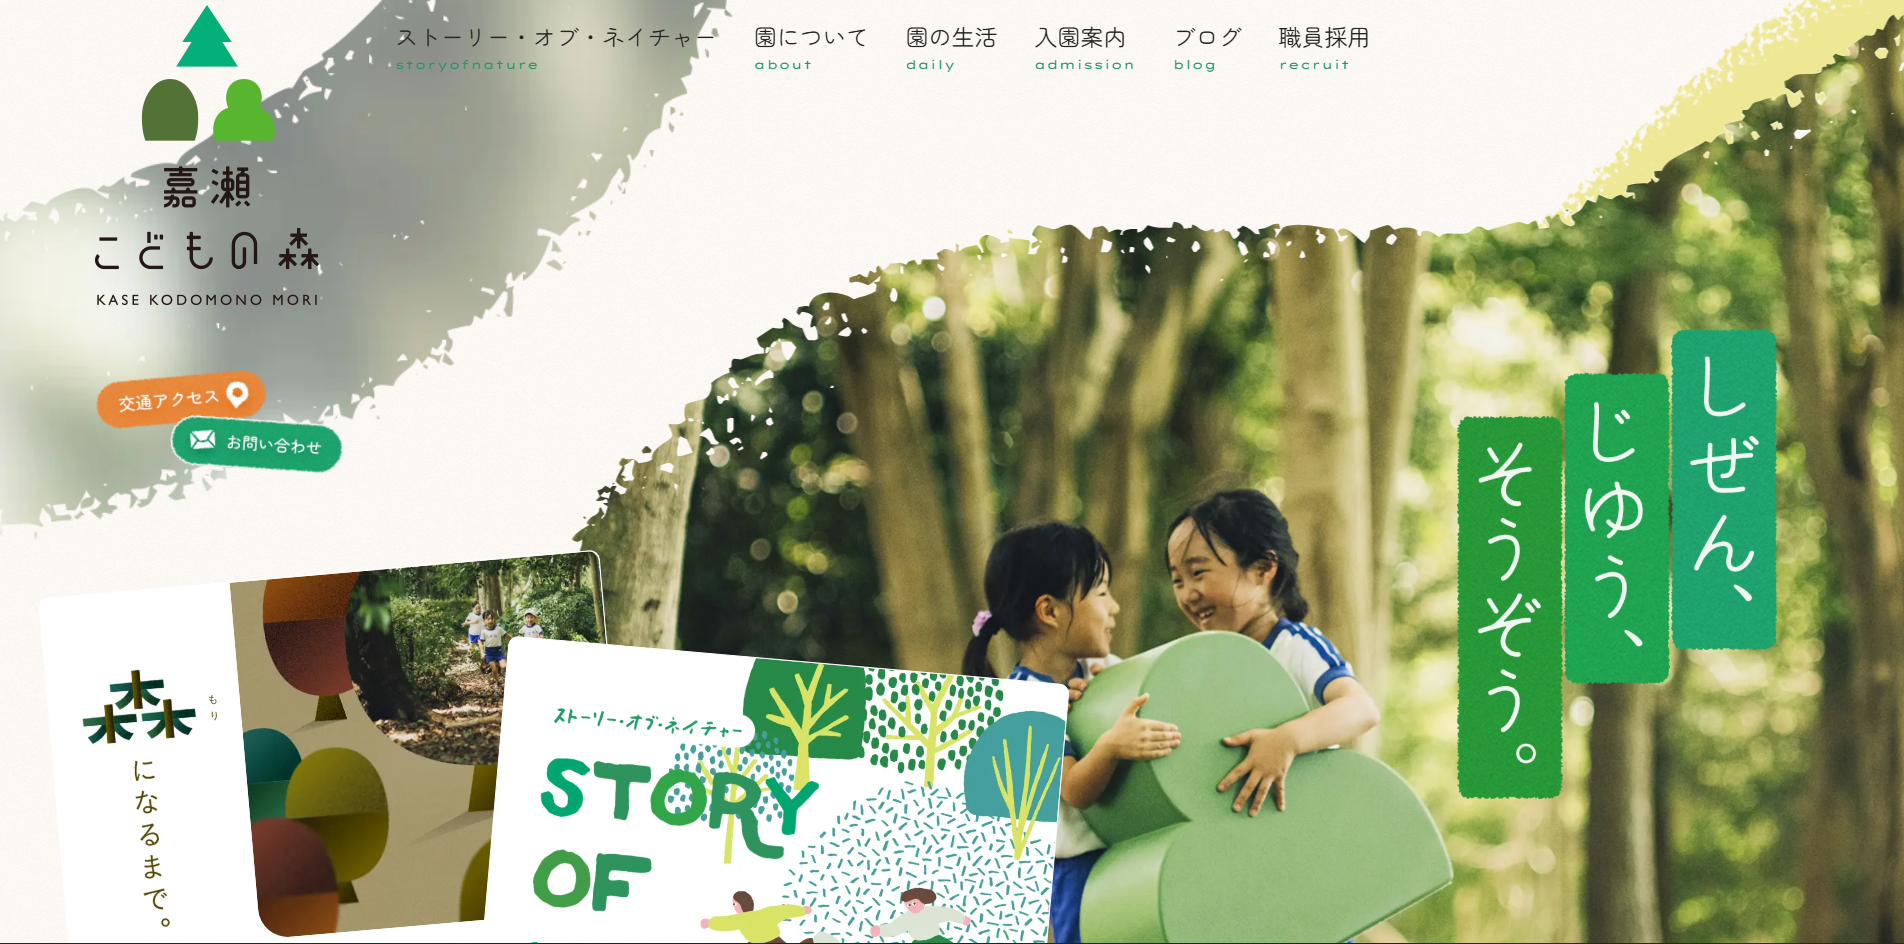 ストーリー・オブ・ネイチャー
storyofnature
園について
about
園の生活
daily
入園案内
admission
ブログ
blog
職員採用
recruit
嘉瀬
こどもの森
KASE KODOMONO MORI
交通アクセス
お問い合わせ
しぜん、
じゆう、
そうぞう。
森
もり
になるまで。
ストーリー・オブ・ネイチャー
STORY
OF